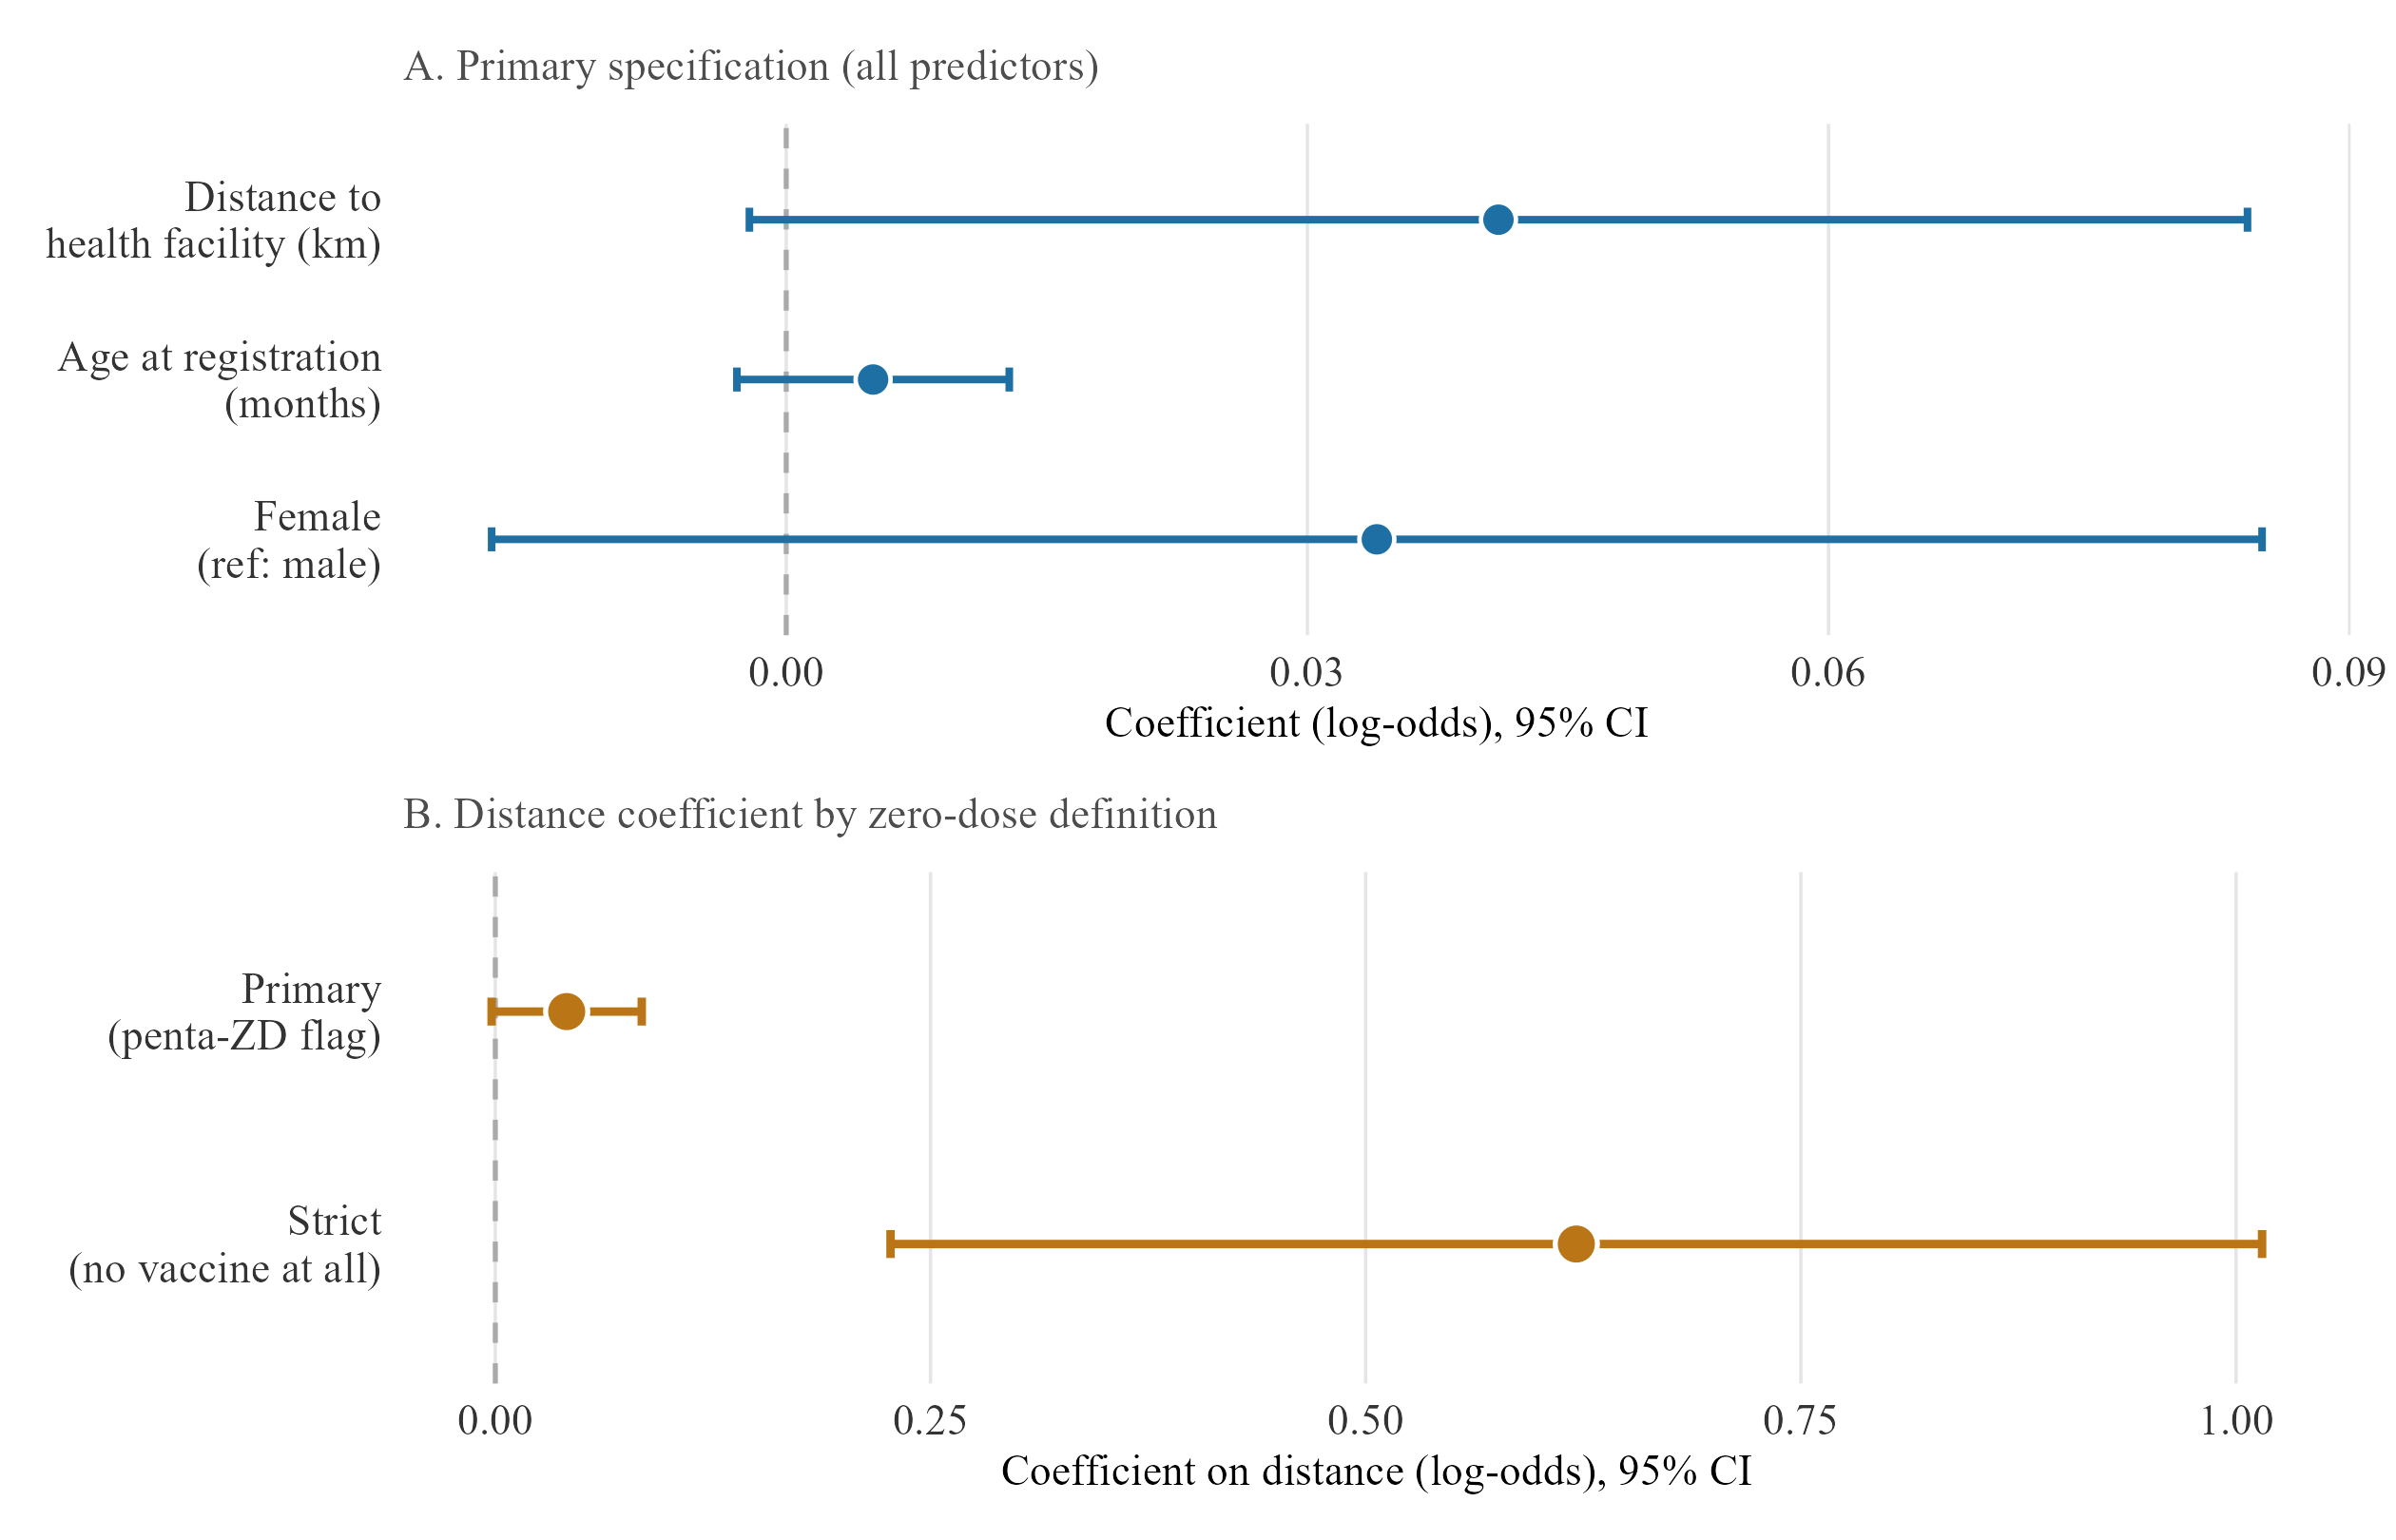 A. Primary specification (all predictors)
Distance to
health facility (km)
Age at registration
(months)
Female
(ref: male)
0.00 0.03 0.06 0.09
Coefficient (log-odds), 95% CI
B. Distance coefficient by zero-dose definition
Primary
(penta-ZD flag)
Strict
(no vaccine at all)
0.00 0.25 0.50 0.75 1.00
Coefficient on distance (log-odds), 95% CI